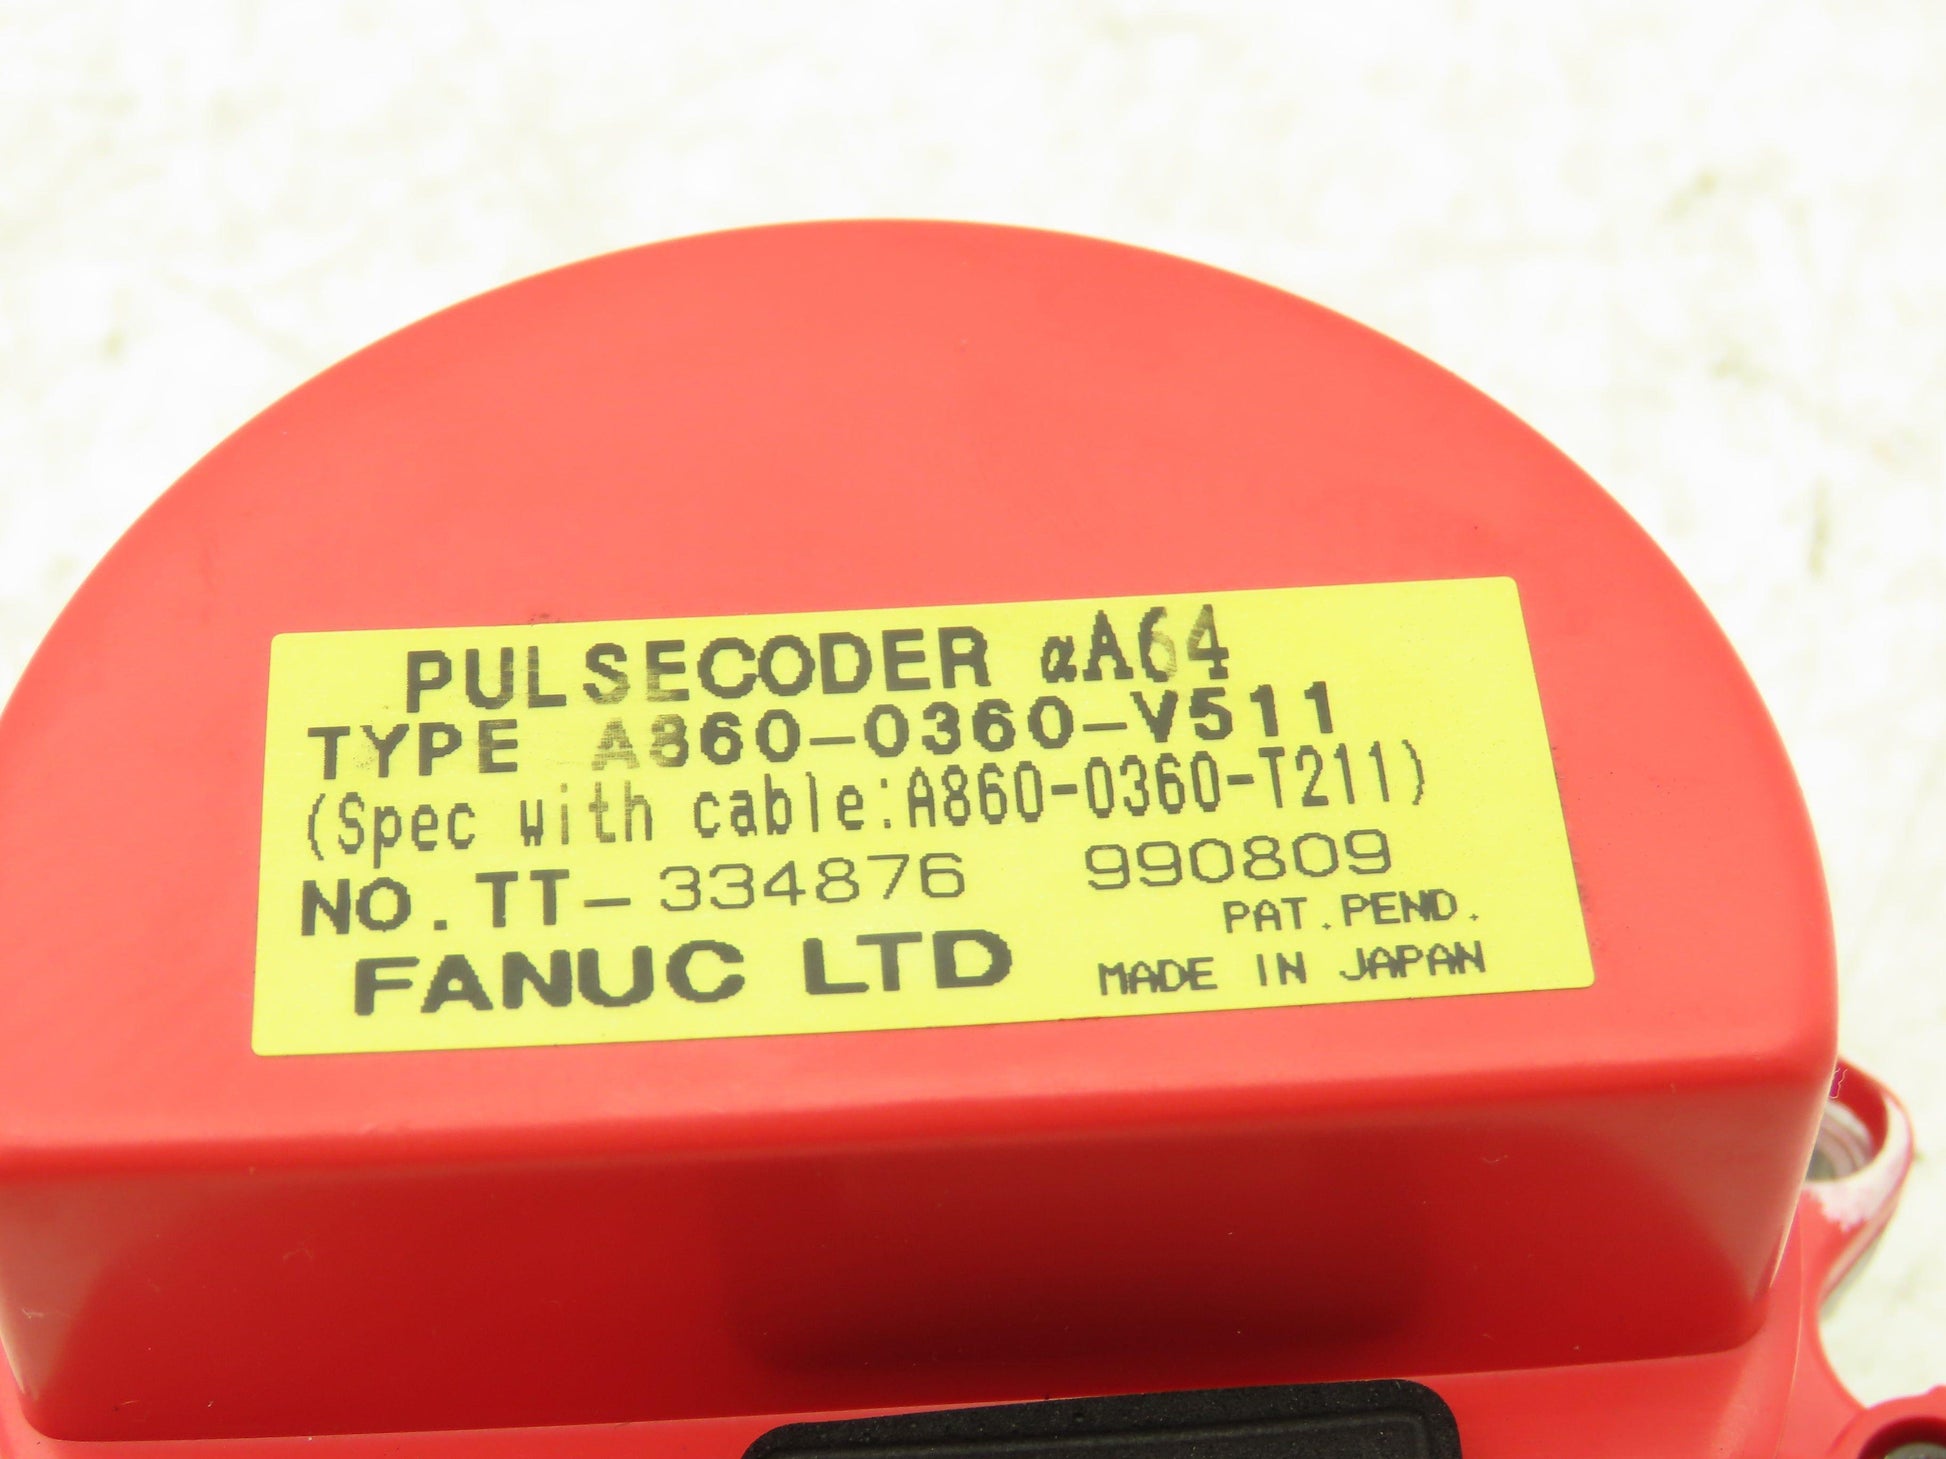 PULSECODER αA64
TYPE A860-0360-V511
(Spec with cable:A860-0360-T211)
NO.TT-334876 990809
PAT.PEND.
FANUC LTD MADE IN JAPAN